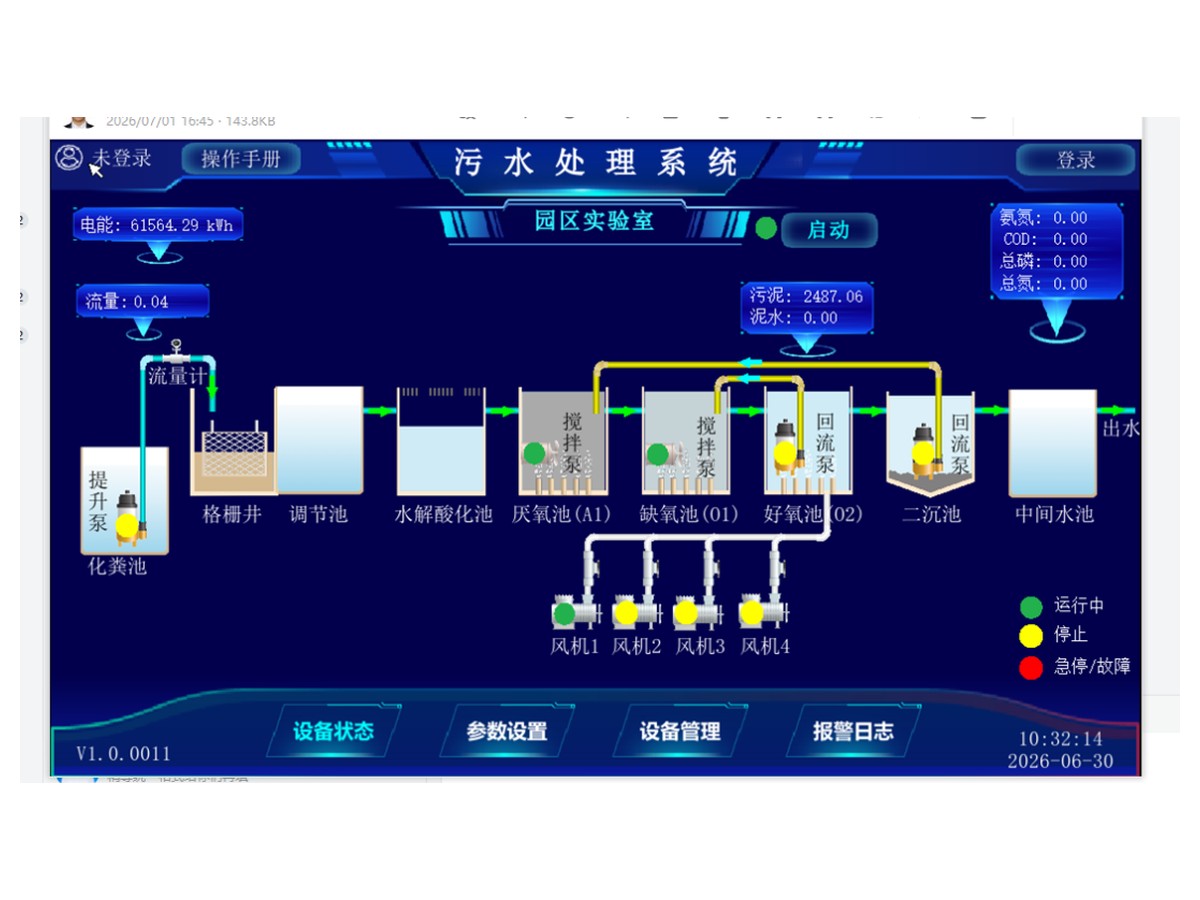 2026/07/01 16:45 · 143.8KB
未登录
操作手册
污水处理系统
登录
电能: 61564.29 kWh
园区实验室
启动
氨氮: 0.00
COD: 0.00
总磷: 0.00
总氮: 0.00
流量: 0.04
污泥: 2487.06
泥水: 0.00
流量计
提升泵
搅拌泵
搅拌泵
回流泵
回流泵
出水
格栅井
调节池
水解酸化池
厌氧池(A1)
缺氧池(O1)
好氧池(O2)
二沉池
中间水池
化粪池
风机1
风机2
风机3
风机4
运行中
停止
急停/故障
设备状态
参数设置
设备管理
报警日志
V1.0.0011
10:32:14
2026-06-30